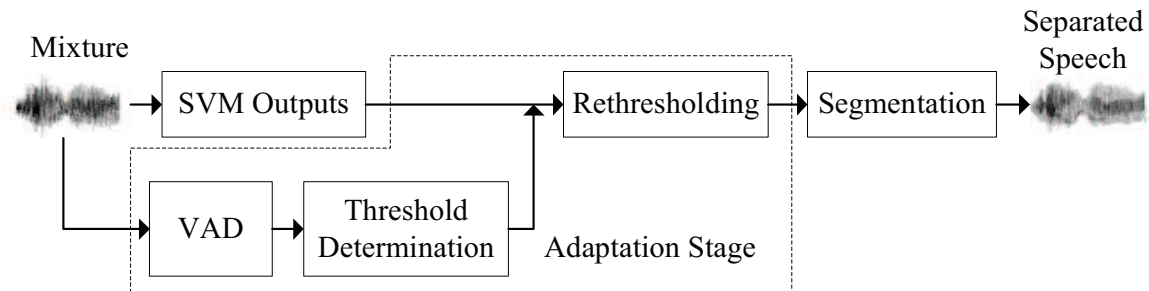 Mixture
SVM Outputs
Rethresholding
Segmentation
Separated
Speech
VAD
Threshold
Determination
Adaptation Stage